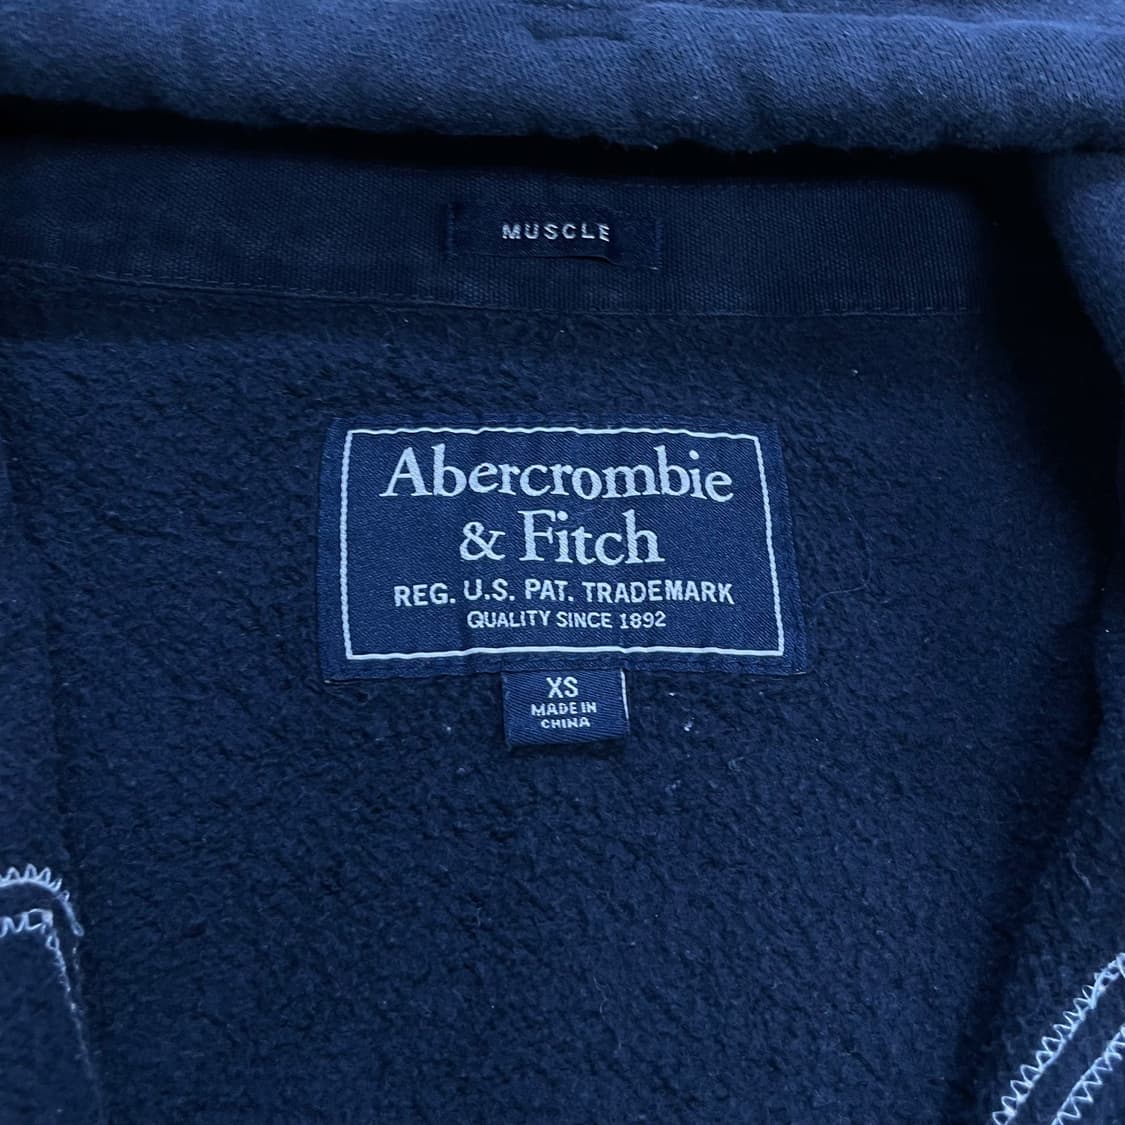 MUSCLE
Abercrombie
& Fitch
REG. U.S. PAT. TRADEMARK
QUALITY SINCE 1892
XS
MADE IN
CHINA